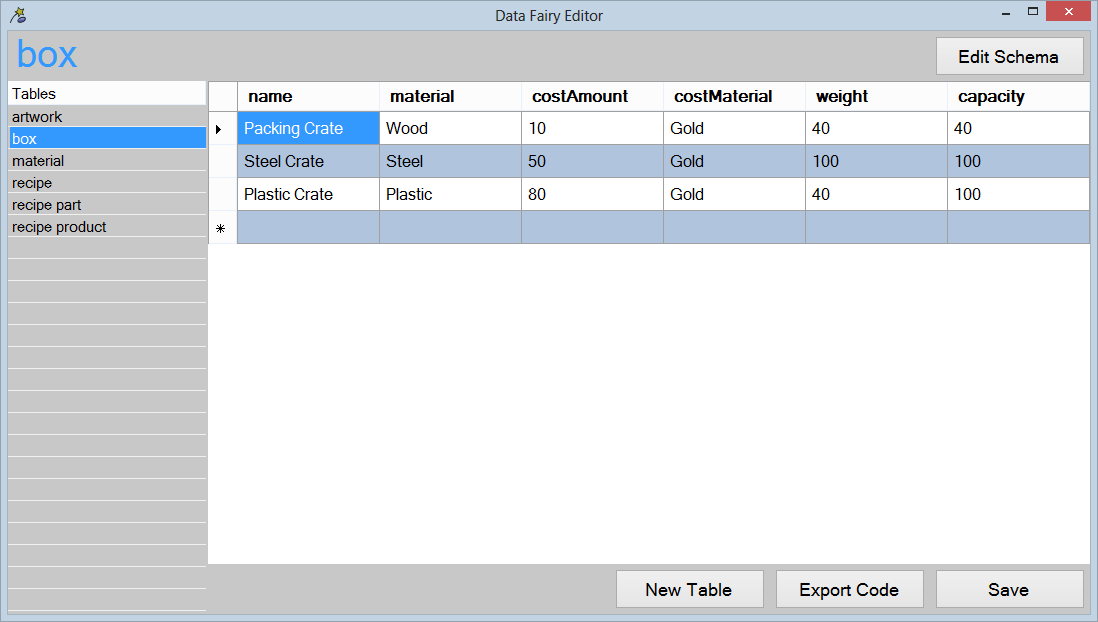 Data Fairy Editor
box
Edit Schema
Tables
artwork
box
material
recipe
recipe part
recipe product
name material costAmount costMaterial weight capacity
Packing Crate Wood 10 Gold 40 40
Steel Crate Steel 50 Gold 100 100
Plastic Crate Plastic 80 Gold 40 100
New Table Export Code Save